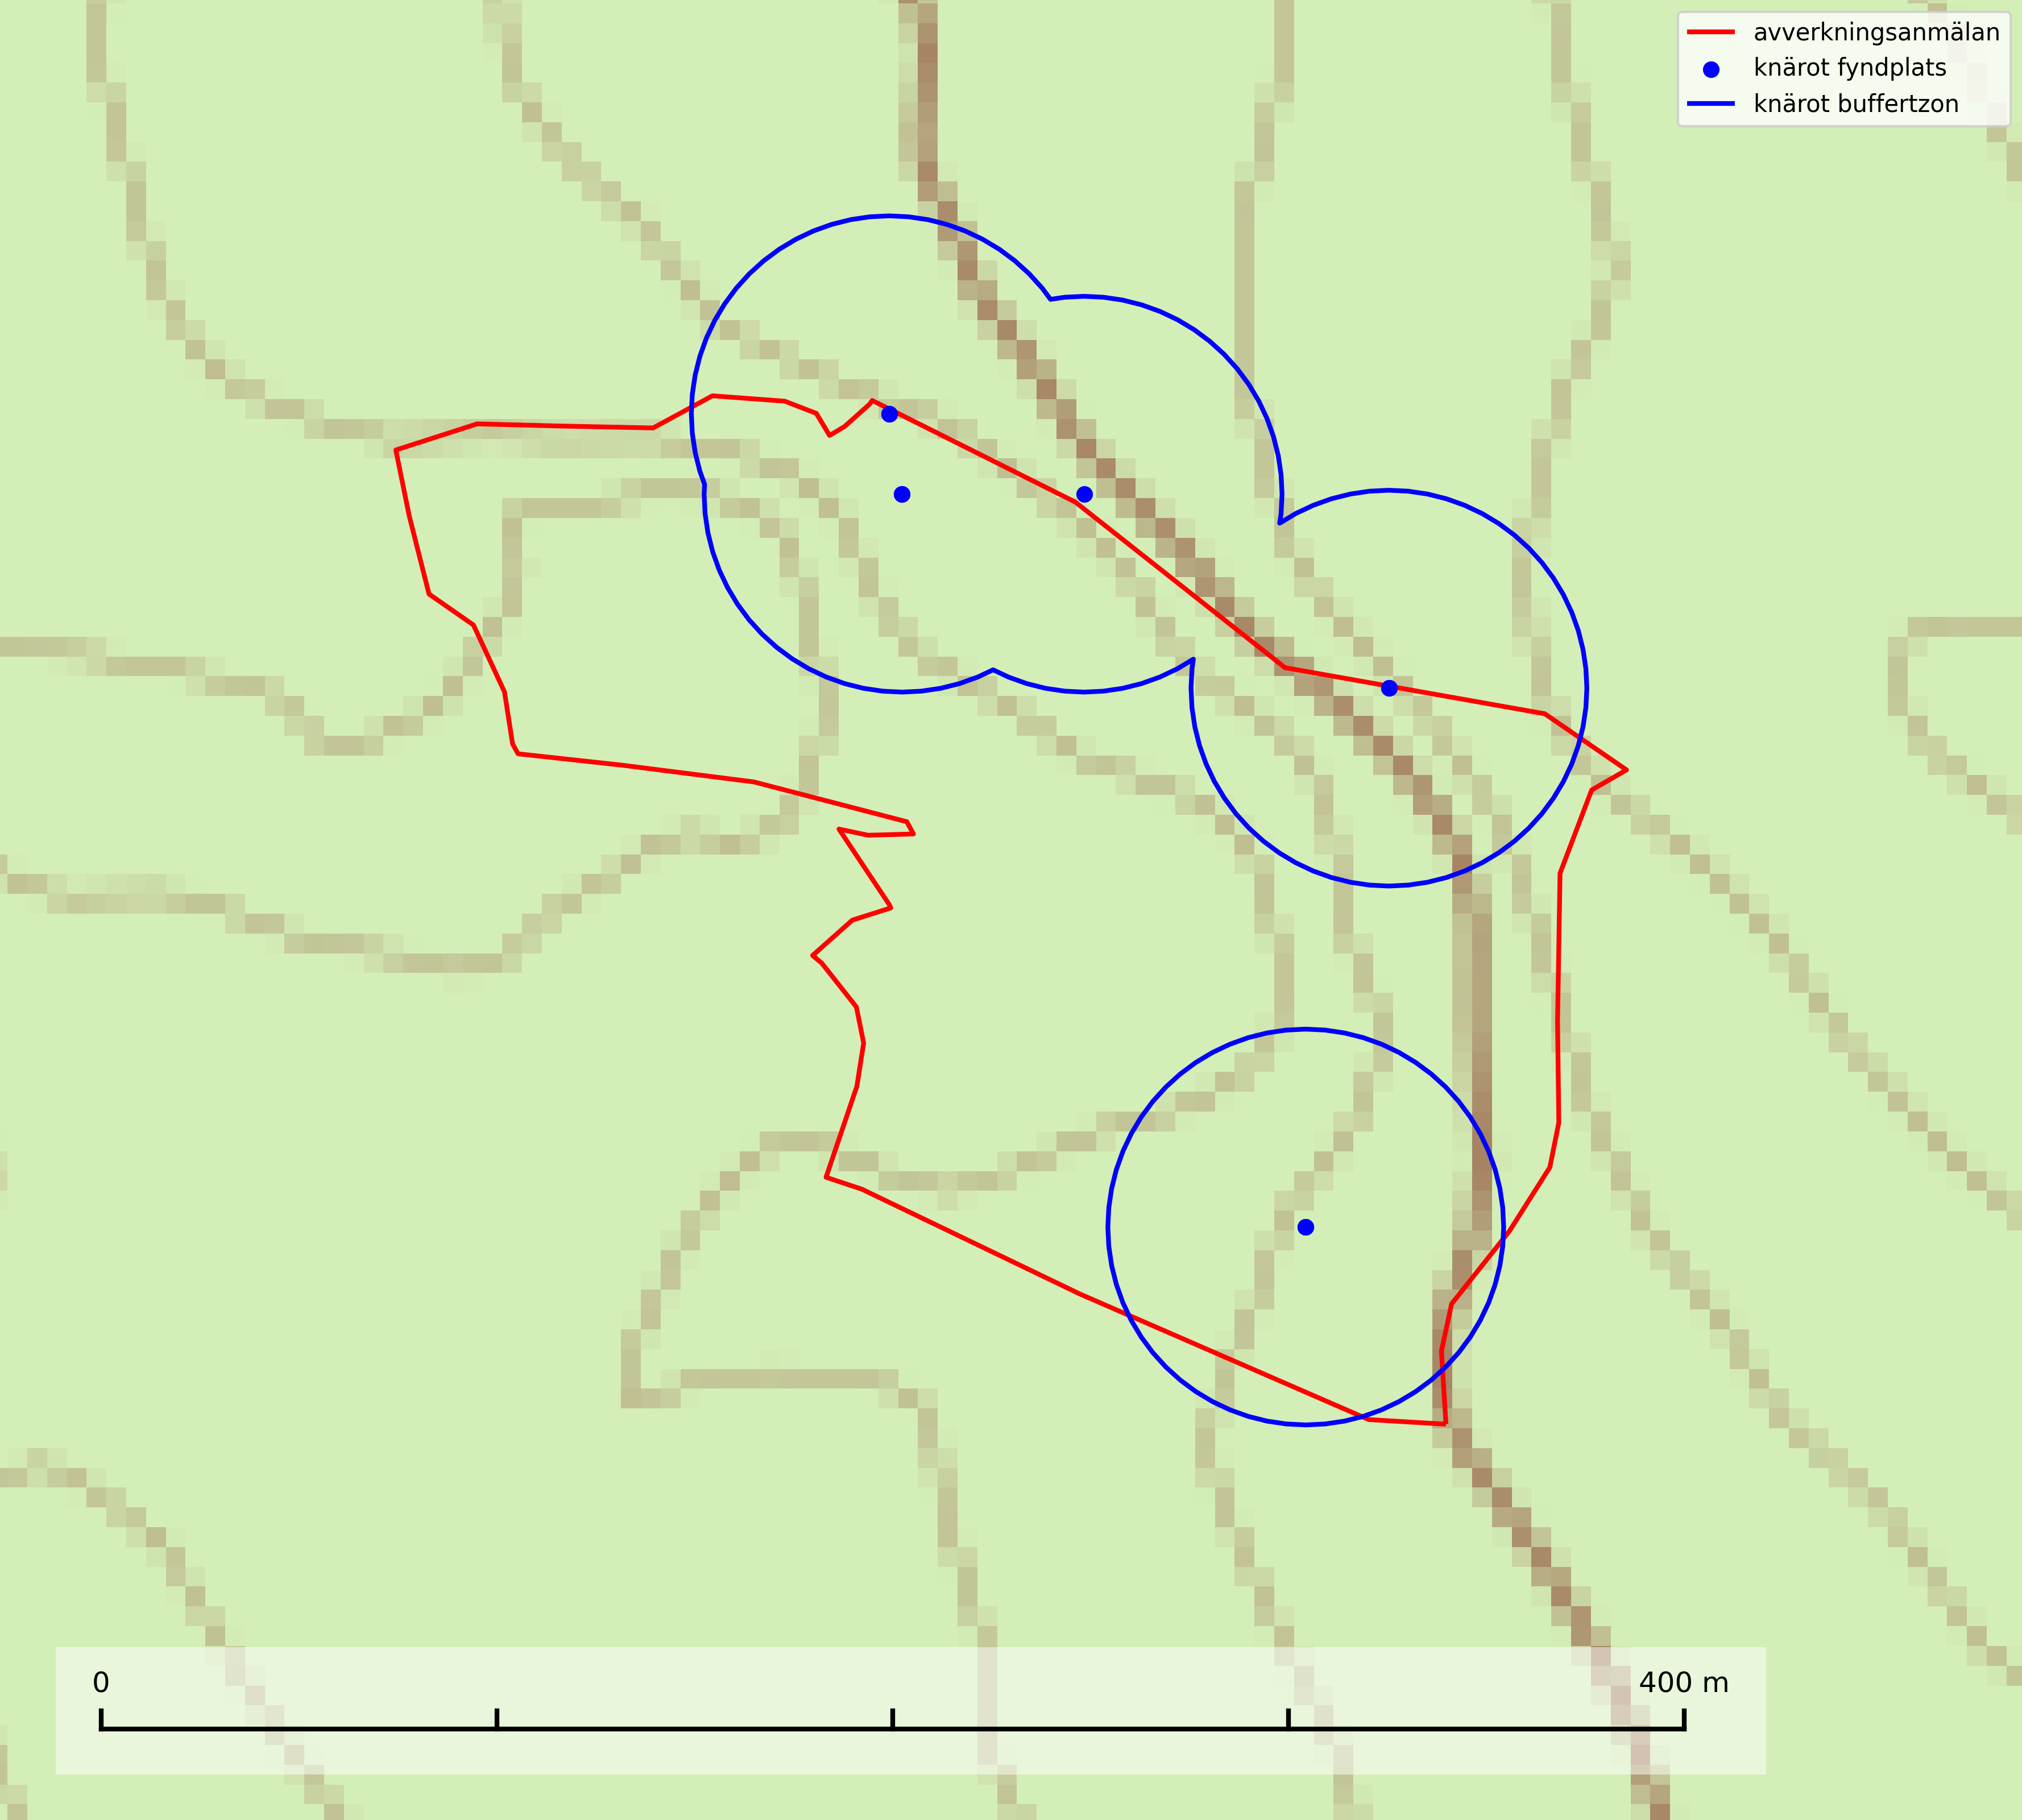 avverkningsanmälan
knärot fyndplats
knärot buffertzon
0
400 m